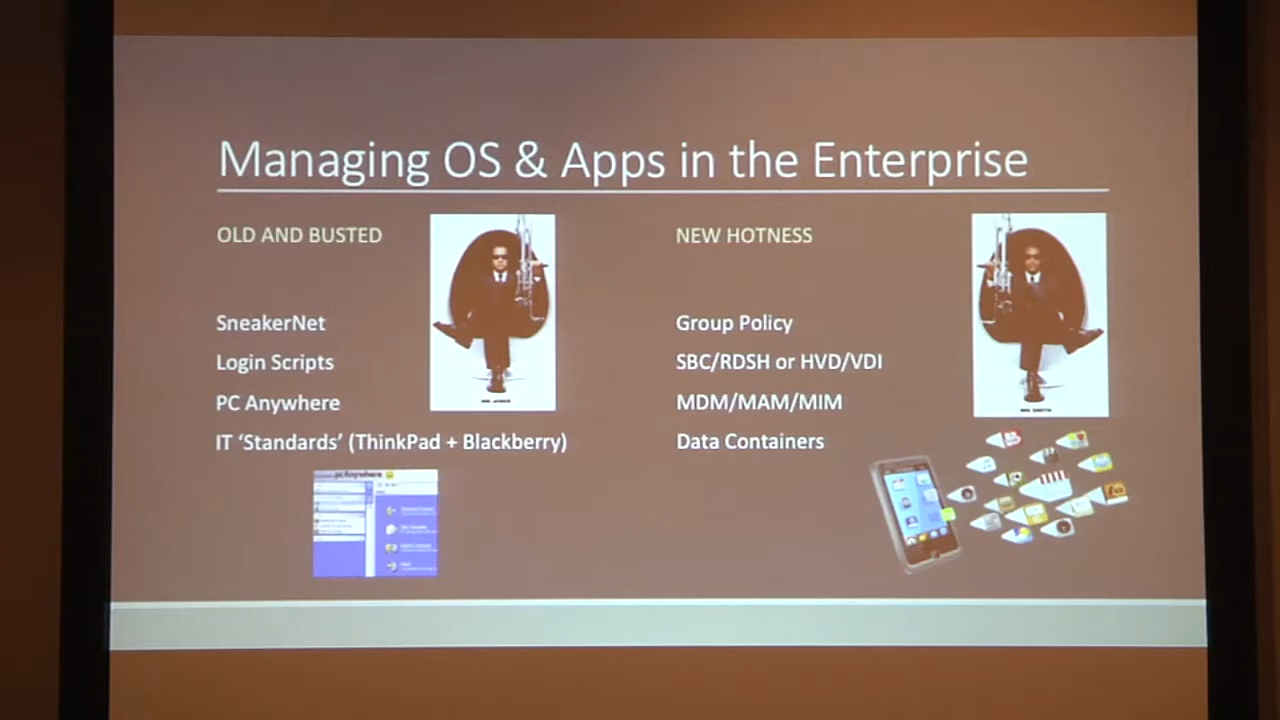 Managing OS & Apps in the Enterprise
OLD AND BUSTED
SneakerNet
Login Scripts
PC Anywhere
IT ‘Standards’ (ThinkPad + Blackberry)
pcAnywhere
NEW HOTNESS
Group Policy
SBC/RDSH or HVD/VDI
MDM/MAM/MIM
Data Containers